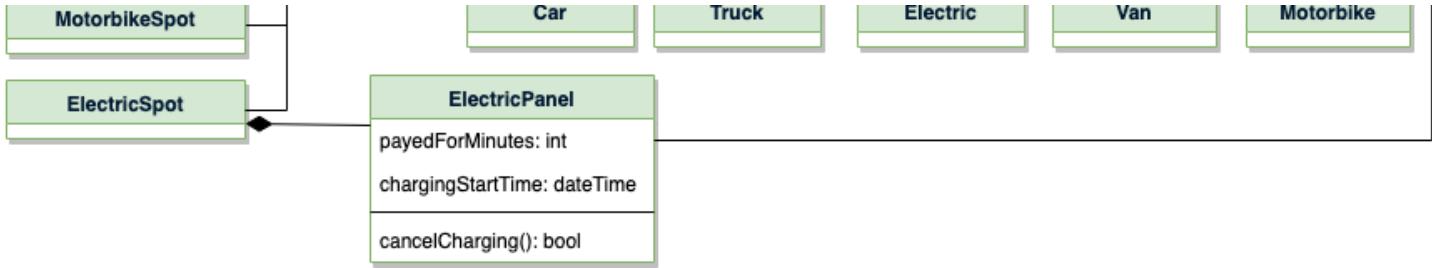 MotorbikeSpot
Car
Truck
Electric
Van
Motorbike
ElectricSpot
ElectricPanel
payedForMinutes: int
chargingStartTime: dateTime
cancelCharging(): bool